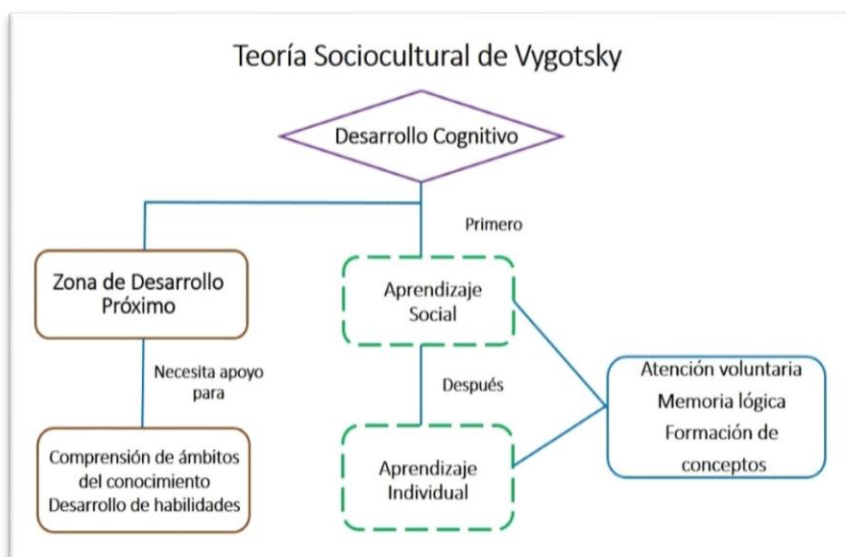 Teoría Sociocultural de Vygotsky
Desarrollo Cognitivo
Primero
Zona de Desarrollo
Próximo
Aprendizaje
Social
Necesita apoyo
para
Después
Atención voluntaria
Memoria lógica
Formación de
conceptos
Comprensión de ámbitos
del conocimiento
Desarrollo de habilidades
Aprendizaje
Individual